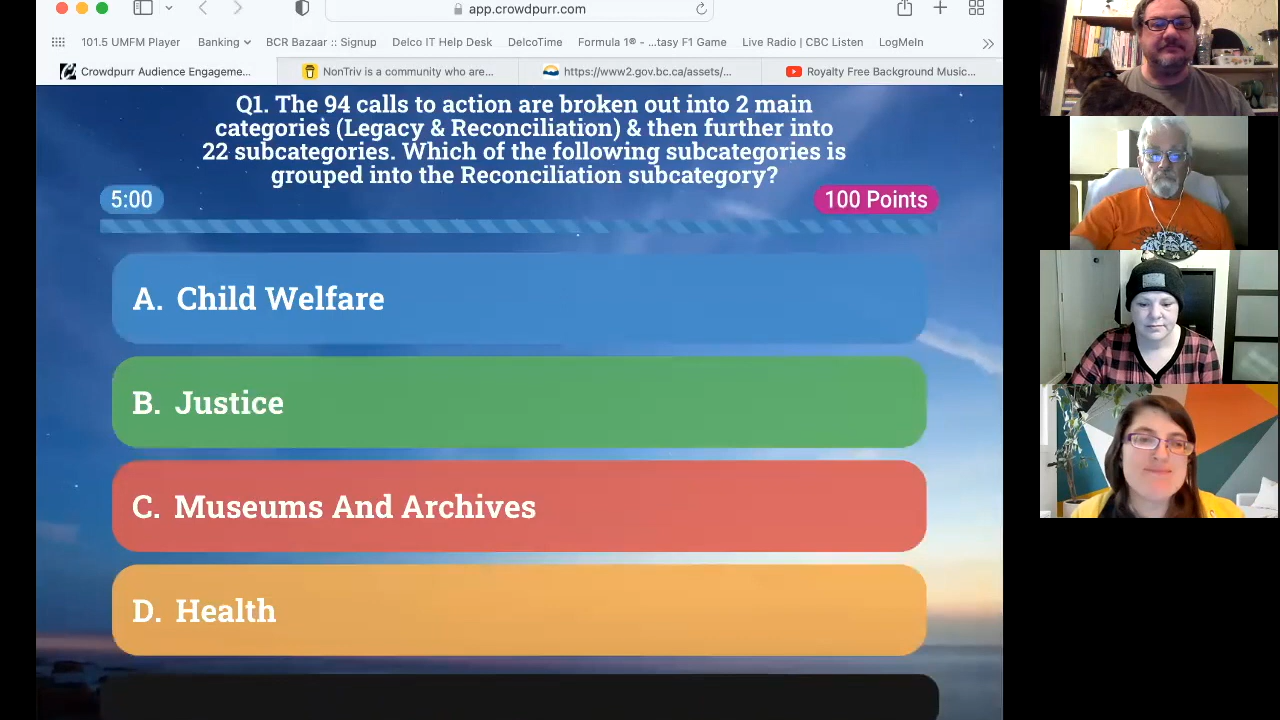 app.crowdpurr.com
101.5 UMFM Player Banking BCR Bazaar :: Signup Delco IT Help Desk DelcoTime Formula 1® - ...tasy F1 Game Live Radio | CBC Listen LogMeIn
Crowdpurr Audience Engageme... NonTriv is a community who are... https://www2.gov.bc.ca/assets/... Royalty Free Background Music...
Q1. The 94 calls to action are broken out into 2 main
categories (Legacy & Reconciliation) & then further into
22 subcategories. Which of the following subcategories is
grouped into the Reconciliation subcategory?
5:00 100 Points
A. Child Welfare
B. Justice
C. Museums And Archives
D. Health